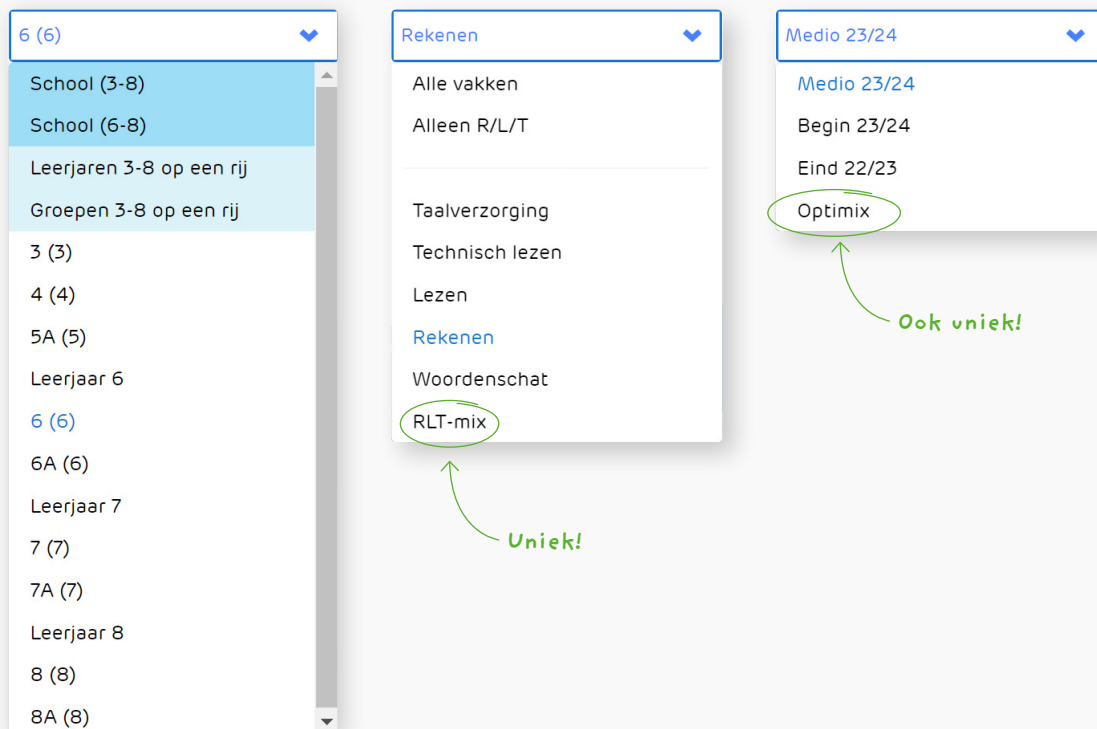 6 (6)
School (3-8)
School (6-8)
Leerjaren 3-8 op een rij
Groepen 3-8 op een rij
3 (3)
4 (4)
5A (5)
Leerjaar 6
6 (6)
6A (6)
Leerjaar 7
7 (7)
7A (7)
Leerjaar 8
8 (8)
8A (8)
Rekenen
Alle vakken
Alleen R/L/T
Taalverzorging
Technisch lezen
Lezen
Rekenen
Woordenschat
RLT-mix
Uniek!
Medio 23/24
Medio 23/24
Begin 23/24
Eind 22/23
Optimix
Ook uniek!